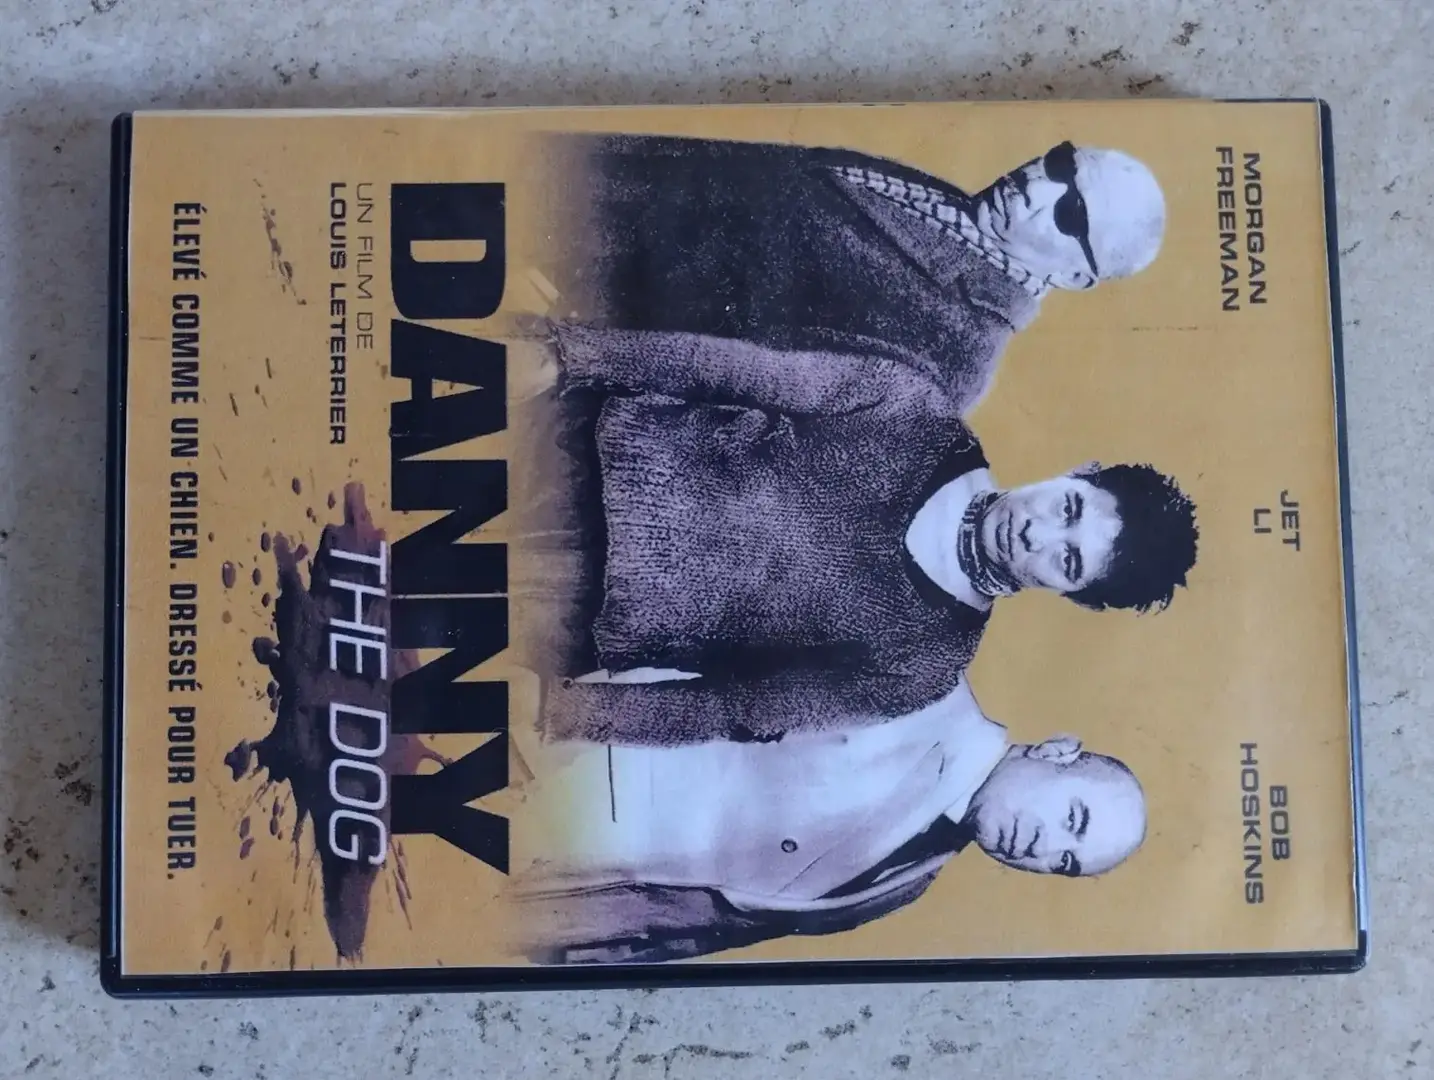 MORGAN
FREEMAN
JET
LI
BOB
HOSKINS
DANNY
THE DOG
UN FILM DE
LOUIS LETERRIER
ÉLEVÉ COMME UN CHIEN. DRESSÉ POUR TUER.